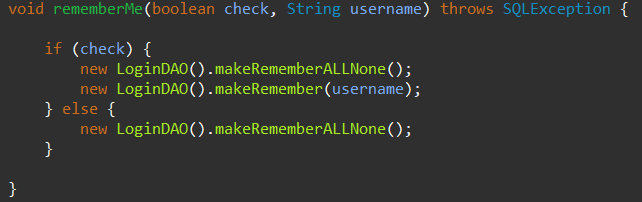 void rememberMe(boolean check, String username) throws SQLException {
if (check) {
new LoginDAO().makeRememberALLNone();
new LoginDAO().makeRemember(username);
} else {
new LoginDAO().makeRememberALLNone();
}
}